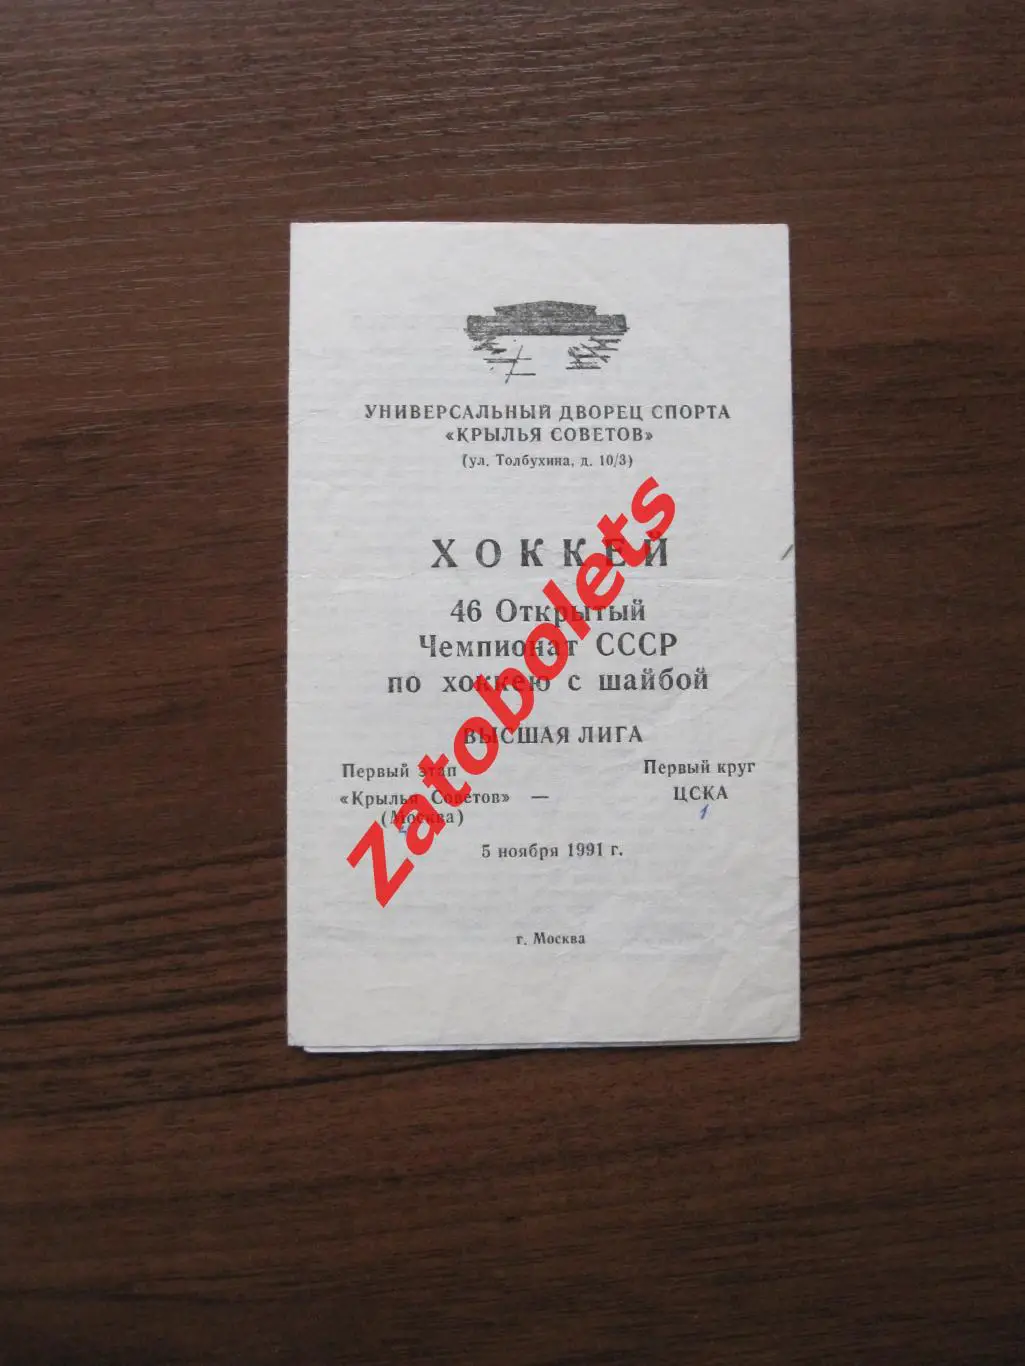 УНИВЕРСАЛЬНЫЙ ДВОРЕЦ СПОРТА
«КРЫЛЬЯ СОВЕТОВ»
(ул. Толбухина, д. 10/3)
ХОККЕЙ
46 Открытый
Чемпионат СССР
по хоккею с шайбой
ВЫСШАЯ ЛИГА
Первый этап Первый круг
«Крылья Советов» — ЦСКА
(Москва)
1
5 ноября 1991 г.
г. Москва
Zatobolets